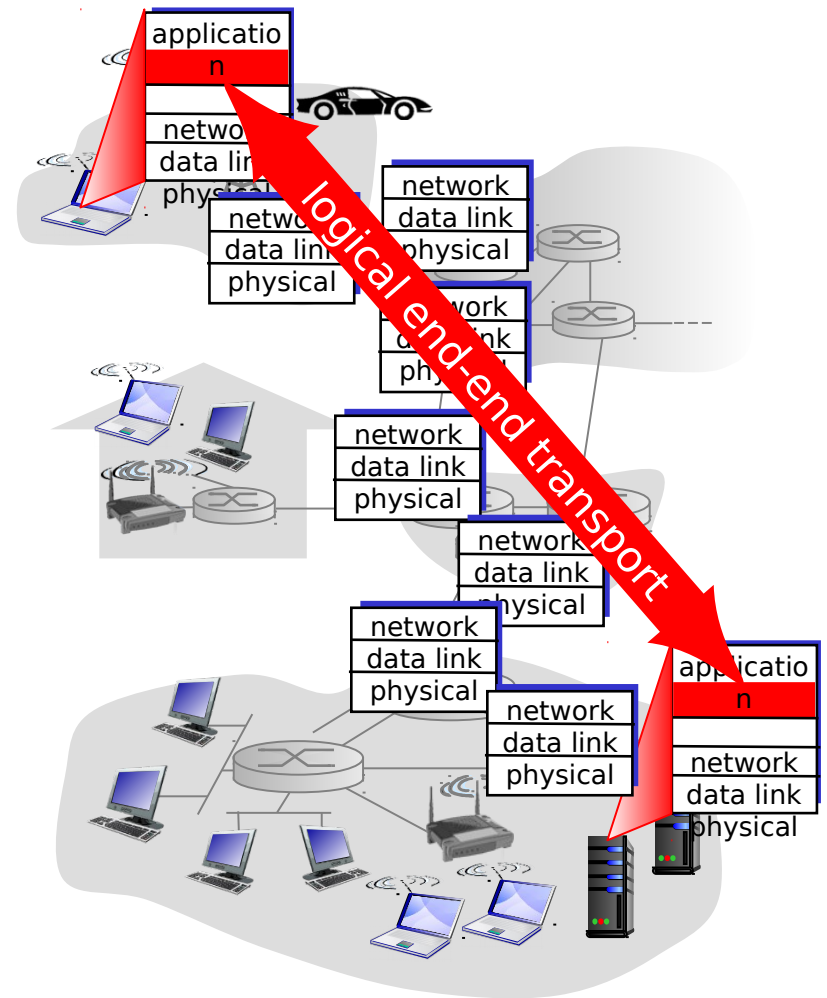 applicatio
n
network
data link
physical
network
data link
physical
network
data link
physical
logical end-end transport
network
data link
physical
network
data link
physical
network
data link
physical
network
data link
physical
applicatio
n
network
data link
physical
network
data link
physical